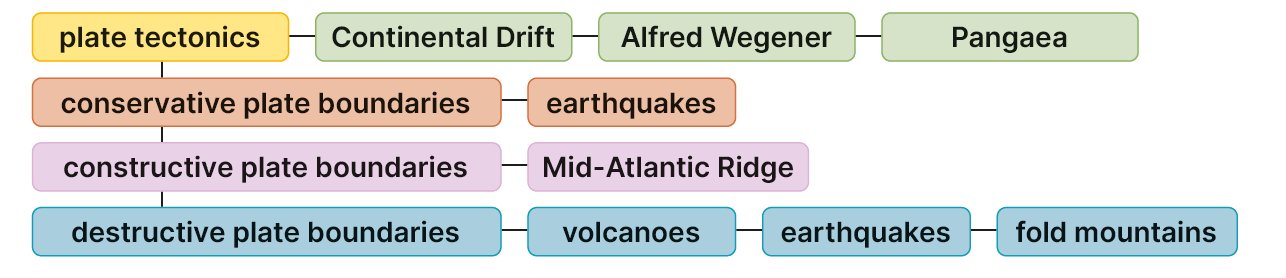 plate tectonics Continental Drift Alfred Wegener Pangaea
conservative plate boundaries earthquakes
constructive plate boundaries Mid-Atlantic Ridge
destructive plate boundaries volcanoes earthquakes fold mountains